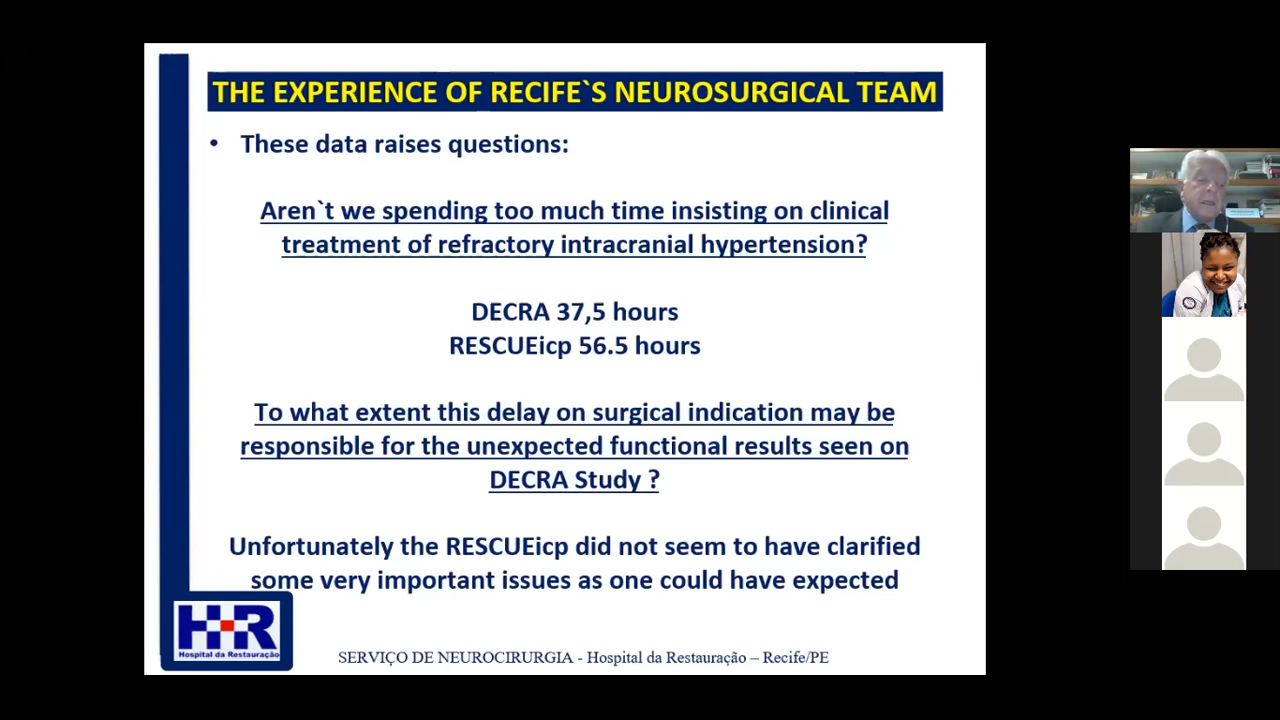 THE EXPERIENCE OF RECIFE`S NEUROSURGICAL TEAM
• These data raises questions:
Aren`t we spending too much time insisting on clinical
treatment of refractory intracranial hypertension?
DECRA 37,5 hours
RESCUEicp 56.5 hours
To what extent this delay on surgical indication may be
responsible for the unexpected functional results seen on
DECRA Study ?
Unfortunately the RESCUEicp did not seem to have clarified
some very important issues as one could have expected
HR
Hospital da Restauração
SERVIÇO DE NEUROCIRURGIA - Hospital da Restauração – Recife/PE